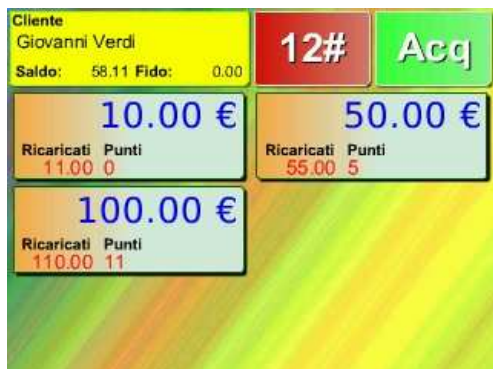 Cliente
Giovanni Verdi
Saldo: 58.11 Fido: 0.00
12#
Acq
10.00 €
Ricaricati Punti
11.00 0
50.00 €
Ricaricati Punti
55.00 5
100.00 €
Ricaricati Punti
110.00 11